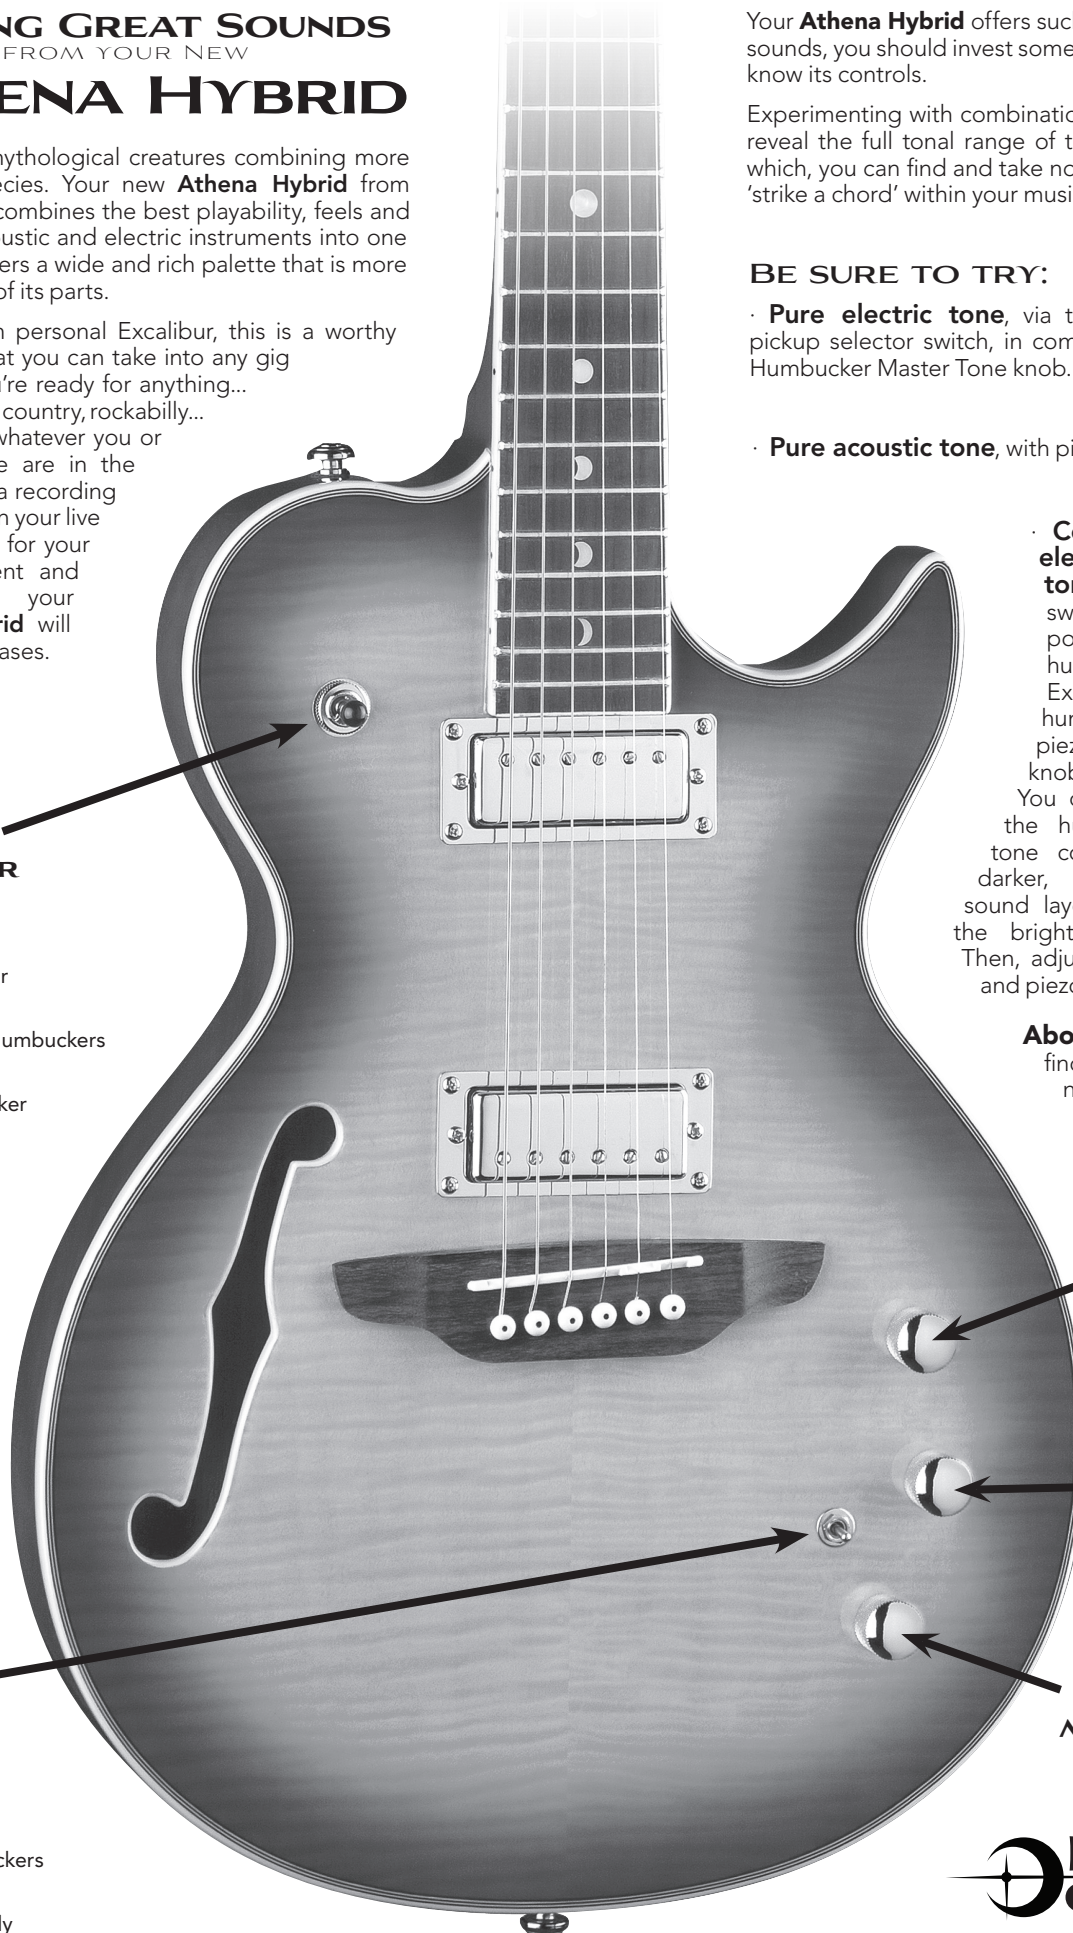 NG GREAT SOUNDS
FROM YOUR NEW
ENA HYBRID
mythological creatures combining more
ecies. Your new Athena Hybrid from
combines the best playability, feels and
oustic and electric instruments into one
ers a wide and rich palette that is more
of its parts.
n personal Excalibur, this is a worthy
at you can take into any gig
u're ready for anything...
country, rockabilly...
whatever you or
e are in the
a recording
n your live
for your
ent and
your
rid will
ases.
R
r
umbuckers
ker
ckers
ly
Your Athena Hybrid offers such
sounds, you should invest some
know its controls.
Experimenting with combinatio
reveal the full tonal range of t
which, you can find and take no
'strike a chord' within your musi
BE SURE TO TRY:
· Pure electric tone, via t
pickup selector switch, in com
Humbucker Master Tone knob.
· Pure acoustic tone, with pi
· Co
ele
ton
sw
po
hu
Ex
hum
piez
knob
You c
the hu
tone co
darker,
sound laye
the bright
Then, adju
and piezo
Abo
find
n